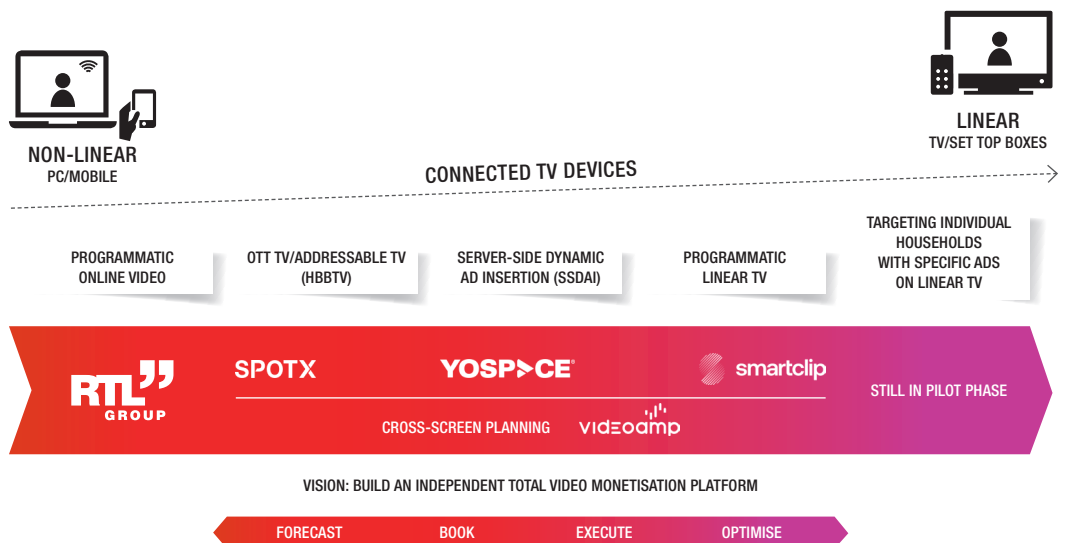 NON-LINEAR
PC/MOBILE
LINEAR
TV/SET TOP BOXES
CONNECTED TV DEVICES
PROGRAMMATIC
ONLINE VIDEO
OTT TV/ADDRESSABLE TV
(HBBTV)
SERVER-SIDE DYNAMIC
AD INSERTION (SSDAI)
PROGRAMMATIC
LINEAR TV
TARGETING INDIVIDUAL
HOUSEHOLDS
WITH SPECIFIC ADS
ON LINEAR TV
RTL
GROUP
SPOTX
YOSPACE
smartclip
STILL IN PILOT PHASE
CROSS-SCREEN PLANNING
videoamp
VISION: BUILD AN INDEPENDENT TOTAL VIDEO MONETISATION PLATFORM
FORECAST
BOOK
EXECUTE
OPTIMISE